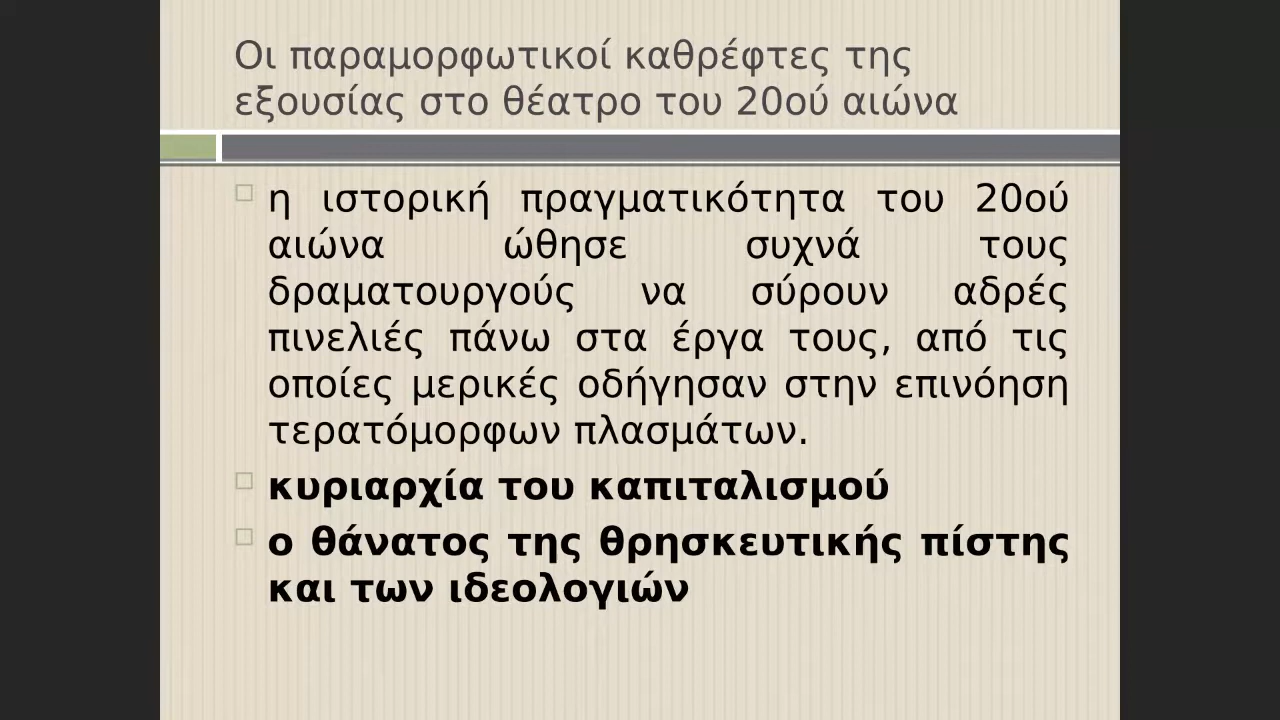 Οι παραμορφωτικοί καθρέφτες της
εξουσίας στο θέατρο του 20ού αιώνα
η ιστορική πραγματικότητα του 20ού
αιώνα ώθησε συχνά τους
δραματουργούς να σύρουν αδρές
πινελιές πάνω στα έργα τους, από τις
οποίες μερικές οδήγησαν στην επινόηση
τερατόμορφων πλασμάτων.
κυριαρχία του καπιταλισμού
ο θάνατος της θρησκευτικής πίστης
και των ιδεολογιών